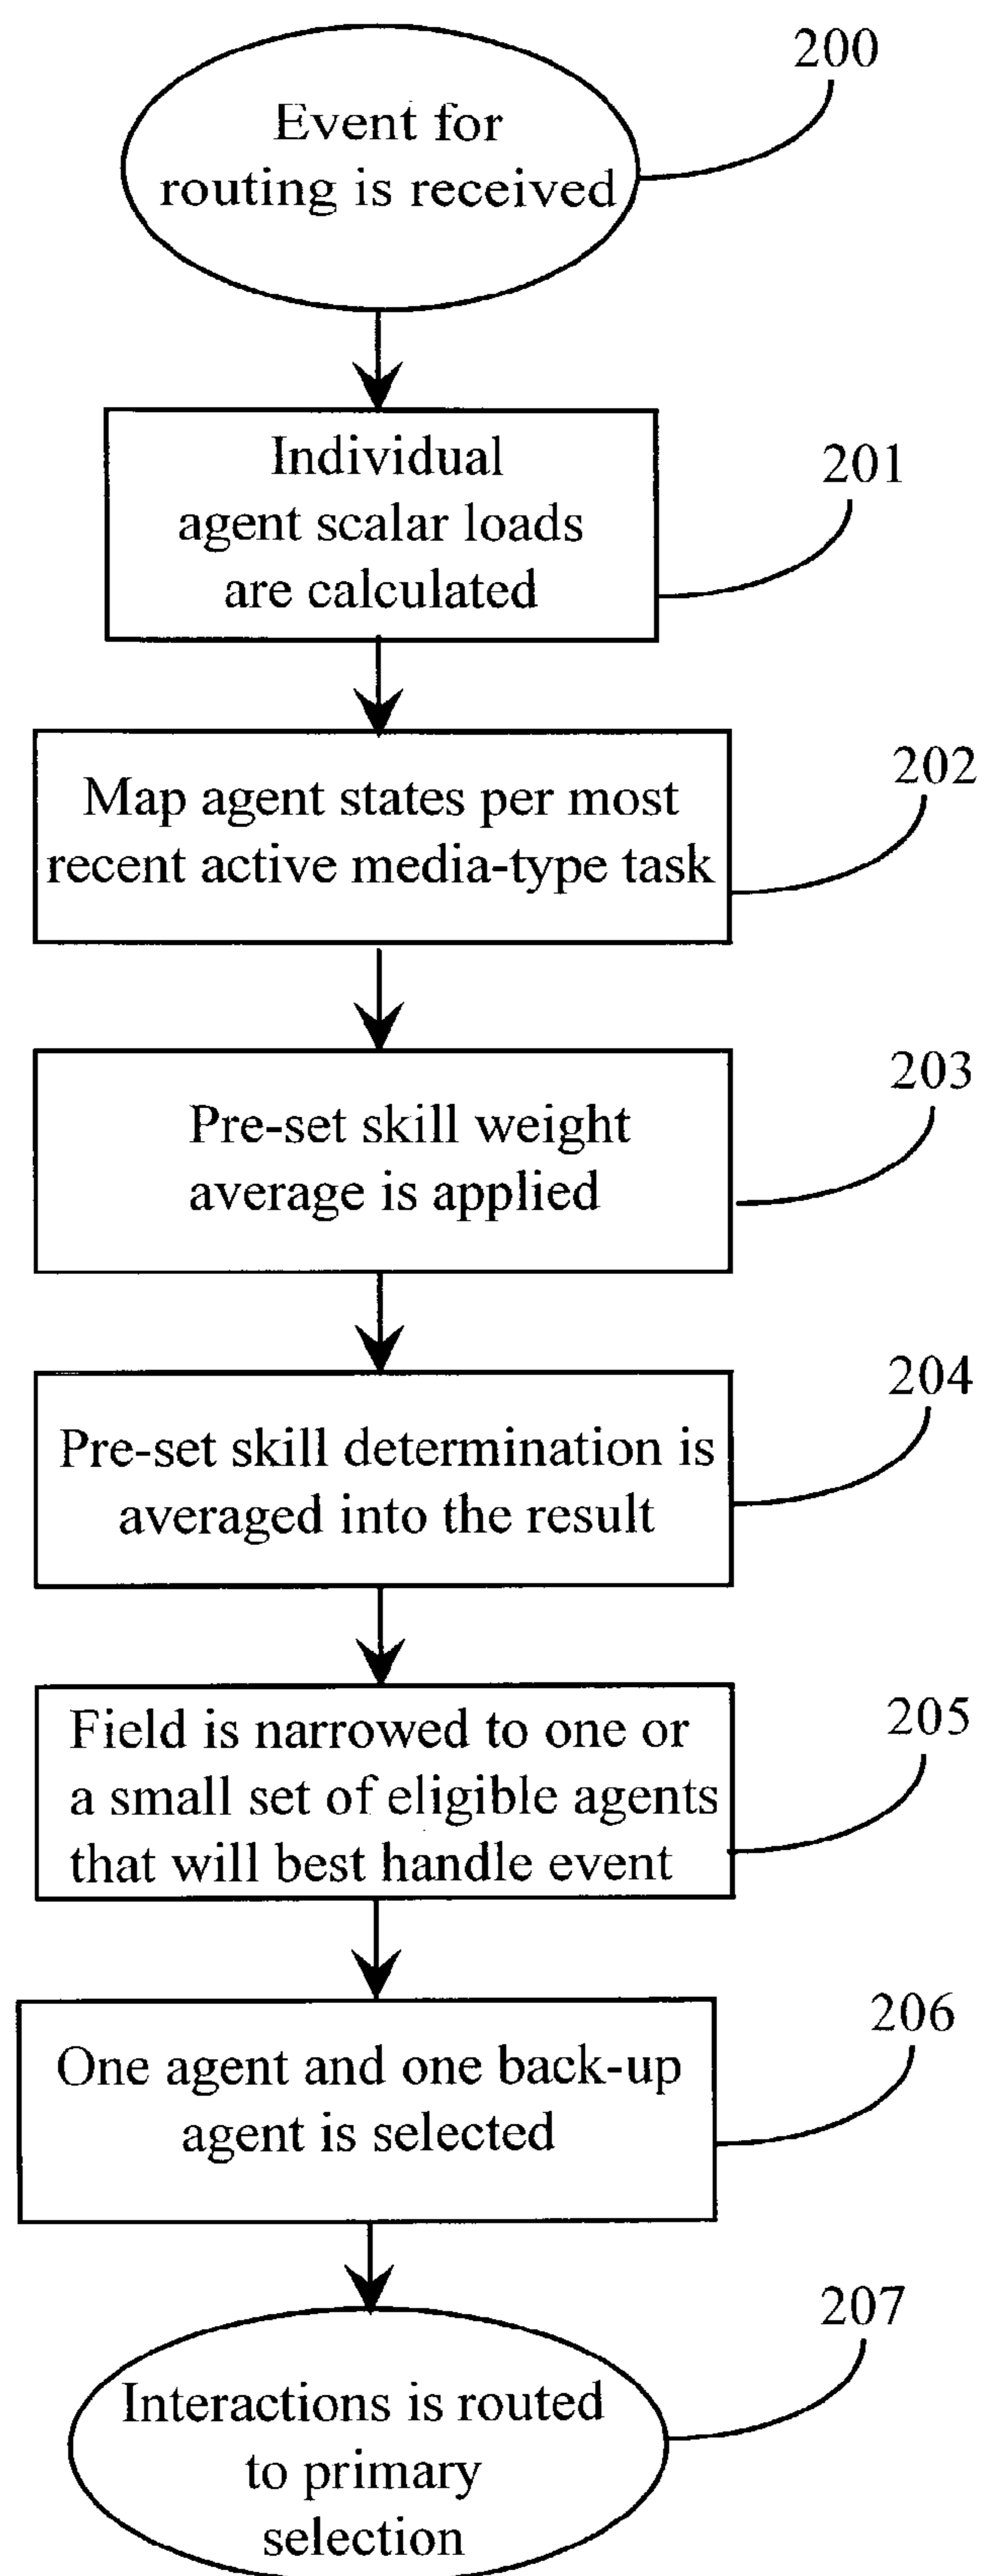 200
Event for
routing is received
201
Individual
agent scalar loads
are calculated
202
Map agent states per most
recent active media-type task
203
Pre-set skill weight
average is applied
204
Pre-set skill determination is
averaged into the result
205
Field is narrowed to one or
a small set of eligible agents
that will best handle event
206
One agent and one back-up
agent is selected
207
Interactions is routed
to primary
selection